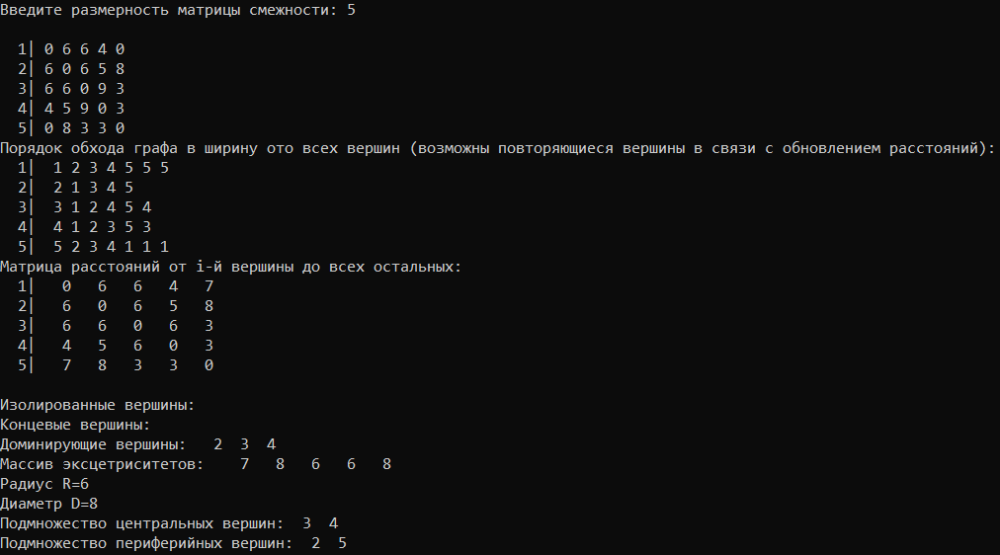 Введите размерность матрицы смежности: 5
1| 0 6 6 4 0
2| 6 0 6 5 8
3| 6 6 0 9 3
4| 4 5 9 0 3
5| 0 8 3 3 0
Порядок обхода графа в ширину ото всех вершин (возможны повторяющиеся вершины в связи с обновлением расстояний):
1| 1 2 3 4 5 5 5
2| 2 1 3 4 5
3| 3 1 2 4 5 4
4| 4 1 2 3 5 3
5| 5 2 3 4 1 1 1
Матрица расстояний от i-й вершины до всех остальных:
1| 0 6 6 4 7
2| 6 0 6 5 8
3| 6 6 0 6 3
4| 4 5 6 0 3
5| 7 8 3 3 0
Изолированные вершины:
Концевые вершины:
Доминирующие вершины: 2 3 4
Массив эксцетриситетов: 7 8 6 6 8
Радиус R=6
Диаметр D=8
Подмножество центральных вершин: 3 4
Подмножество периферийных вершин: 2 5